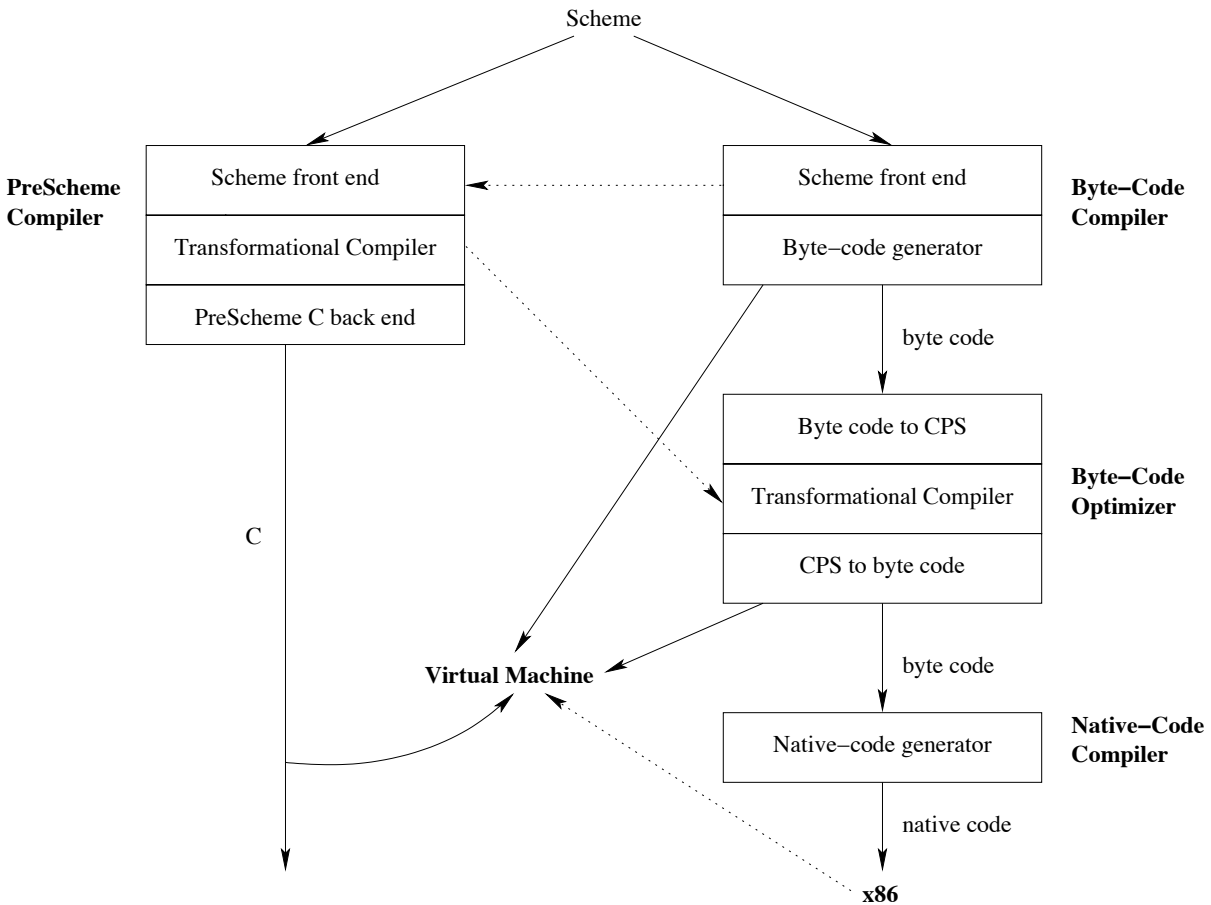 Scheme
PreScheme
Compiler
Scheme front end
Transformational Compiler
PreScheme C back end
Scheme front end
Byte–code generator
Byte–Code
Compiler
byte code
Byte code to CPS
Transformational Compiler
CPS to byte code
Byte–Code
Optimizer
C
Virtual Machine
byte code
Native–code generator
Native–Code
Compiler
native code
x86